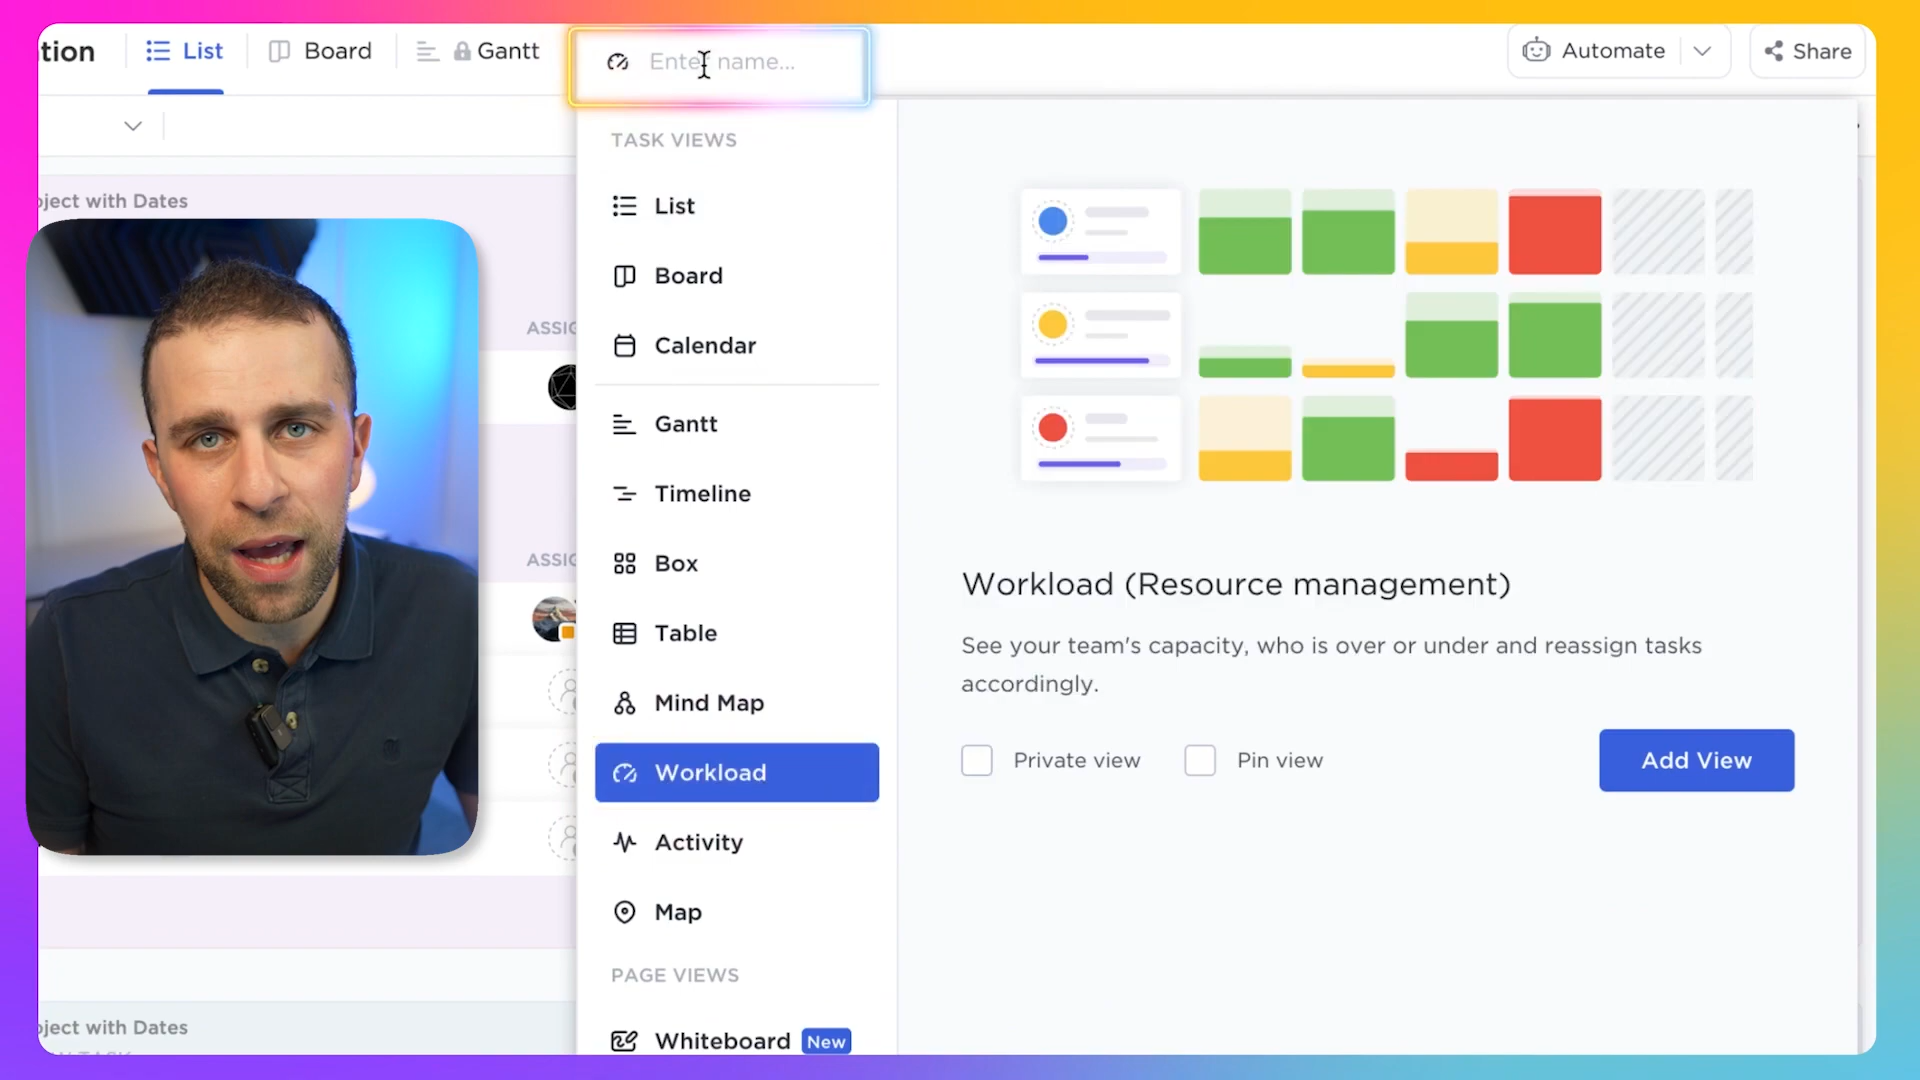 tion
List
Board
Gantt
Enter name...
Automate
Share
TASK VIEWS
oject with Dates
List
Board
Calendar
ASSIG
Gantt
Timeline
ASSIG
Box
Table
Mind Map
Workload
Activity
Map
PAGE VIEWS
Whiteboard New
Workload (Resource management)
See your team's capacity, who is over or under and reassign tasks
accordingly.
Private view
Pin view
Add View
oject with Dates